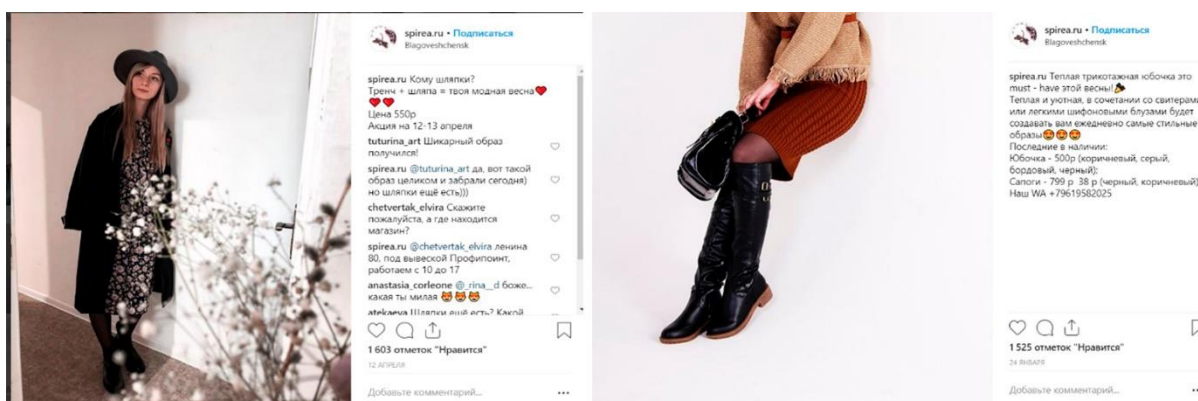 spirea.ru • Подписаться
Blagoveshchensk
spirea.ru Кому шляпки?
Тренч + шляпа = твоя модная весна❤️
❤️❤️
Цена 550р
Акция на 12-13 апреля
tuturina_art Шикарный образ
получился!
spirea.ru @tuturina_art да, вот такой
образ целиком и забрали сегодня)
но шляпки ещё есть)))
chetvertak_elvira Скажите
пожалуйста, а где находится
магазин?
spirea.ru @chetvertak_elvira ленина
80, под вывеской Профипоинт,
работаем с 10 до 17
anastasia_corleone @_rina__d боже...
какая ты милая 😻😻😻
atekaeva Шляпки ещё есть? Какой
1 603 отметок "Нравится"
12 АПРЕЛЯ
Добавьте комментарий...
spirea.ru • Подписаться
Blagoveshchensk
spirea.ru Теплая трикотажная юбочка это
must - have этой весны!
Теплая и уютная, в сочетании со свитерами
или легкими шифоновыми блузами будет
создавать вам ежедневно самые стильные
образы😍😍😍
Последние в наличии:
Юбочка - 500р (коричневый, серый,
бордовый, черный);
Сапоги - 799 р 38 р (черный, коричневый)
Наш WA +79619582025
1 525 отметок "Нравится"
24 ЯНВАРЯ
Добавьте комментарий...